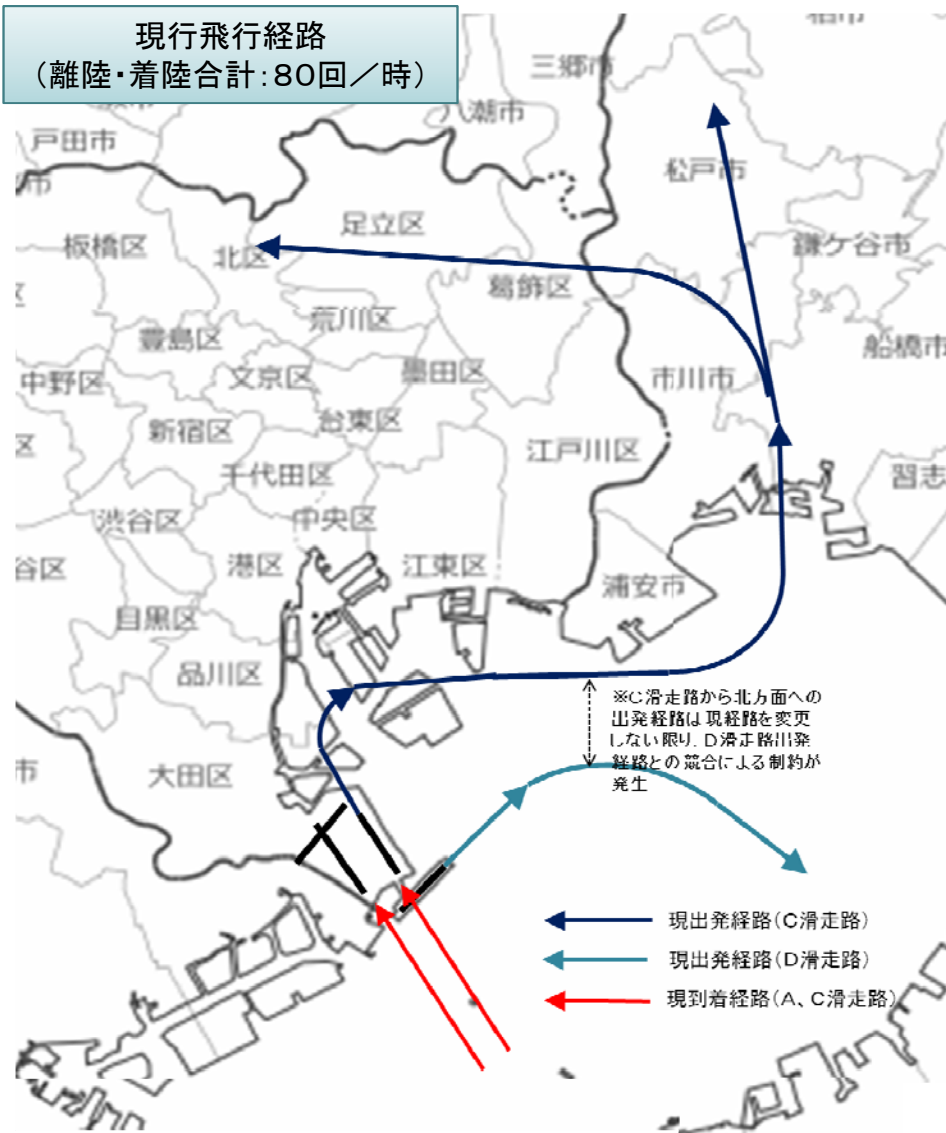 現行飛行経路
（離陸・着陸合計：80回／時）
三郷市
柏市
八潮市
戸田市
松戸市
足立区
板橋区
北区
鎌ケ谷市
葛飾区
荒川区
豊島区
船橋市
中野区
文京区
墨田区
市川市
台東区
新宿区
江戸川区
千代田区
習志
渋谷区
中央区
港区
江東区
谷区
浦安市
目黒区
品川区
※C滑走路から北方面への
出発経路は現経路を変更
しない限り、D滑走路出発
経路との競合による制約が
発生
市
大田区
現出発経路（C滑走路）
現出発経路（D滑走路）
現到着経路（A、C滑走路）